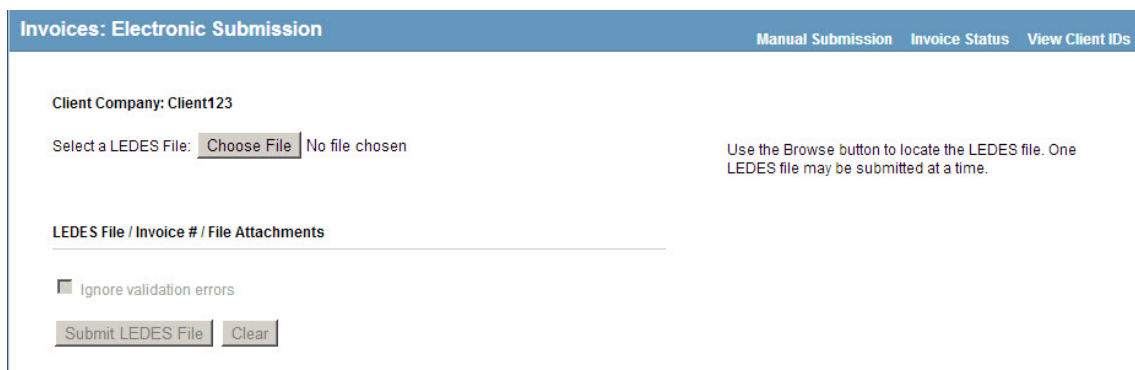 Invoices: Electronic Submission
Manual Submission Invoice Status View Client IDs
Client Company: Client123
Select a LEDES File: Choose File No file chosen
Use the Browse button to locate the LEDES file. One
LEDES file may be submitted at a time.
LEDES File / Invoice # / File Attachments
Ignore validation errors
Submit LEDES File Clear